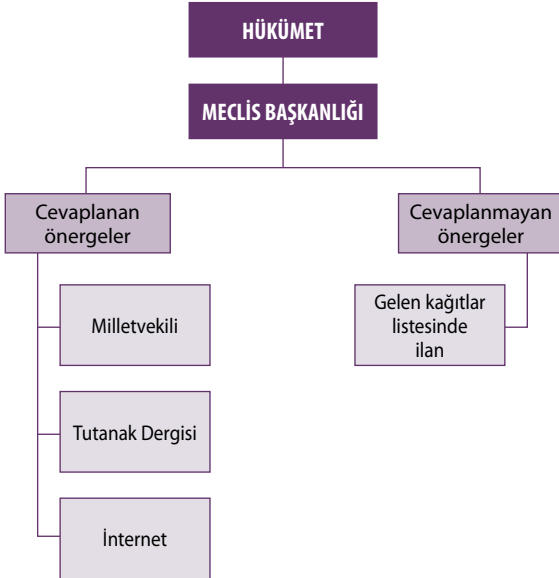 HÜKÜMET
MECLİS BAŞKANLIĞI
Cevaplanan
önergeler
Milletvekili
Tutanak Dergisi
İnternet
Cevaplanmayan
önergeler
Gelen kağıtlar
listesinde
ilan